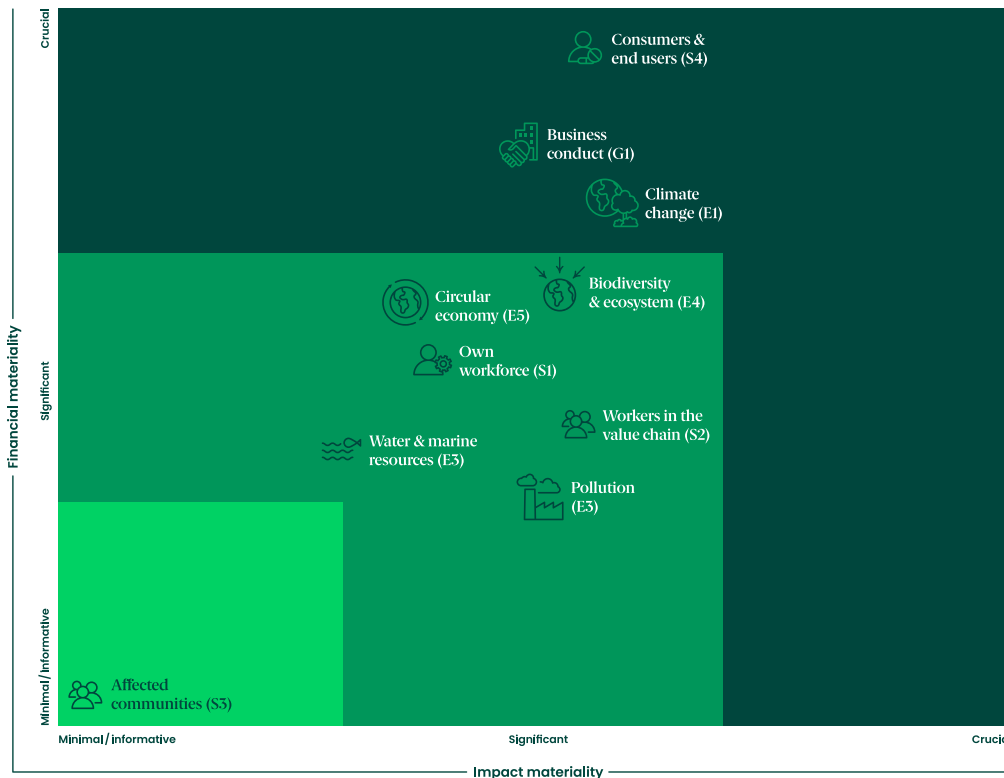 Crucial
Consumers &
end users (S4)
Business
conduct (G1)
Climate
change (E1)
Biodiversity
& ecosystem (E4)
Circular
economy (E5)
Own
workforce (S1)
Financial materiality
Significant
Workers in the
value chain (S2)
Water & marine
resources (E3)
Pollution
(E3)
Minimal / informative
Affected
communities (S3)
Minimal / informative
Significant
Crucial
Impact materiality